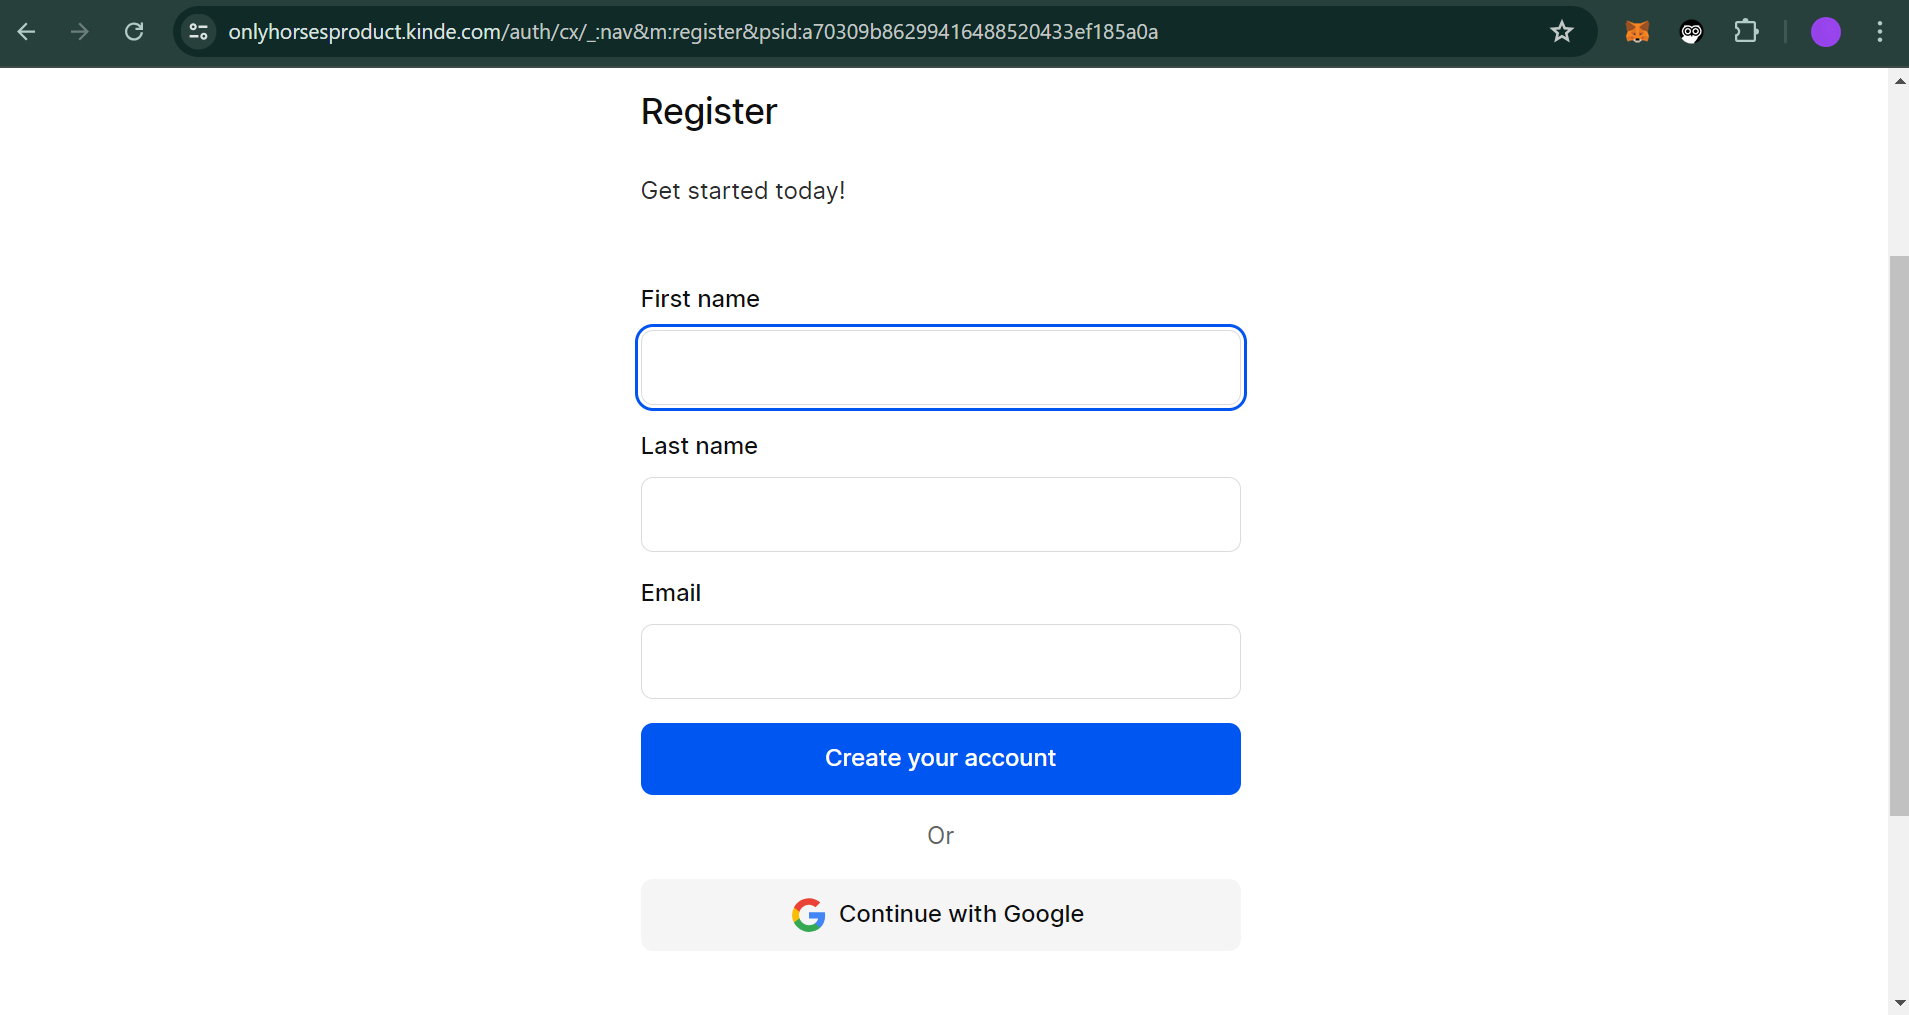 onlyhorsesproduct.kinde.com/auth/cx/_:nav&m:register&psid:a70309b86299416488520433ef185a0a
Register
Get started today!
First name
Last name
Email
Create your account
Or
Continue with Google